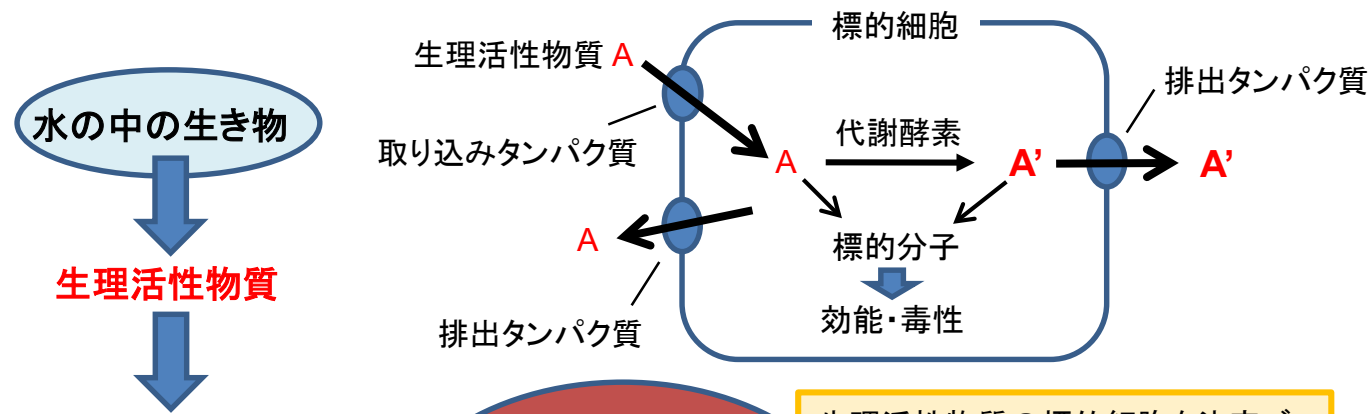 水の中の生き物
生理活性物質
生理活性物質 A
取り込みタンパク質
標的細胞
A
代謝酵素
A’
排出タンパク質
A’
A
標的分子
効能・毒性
排出タンパク質